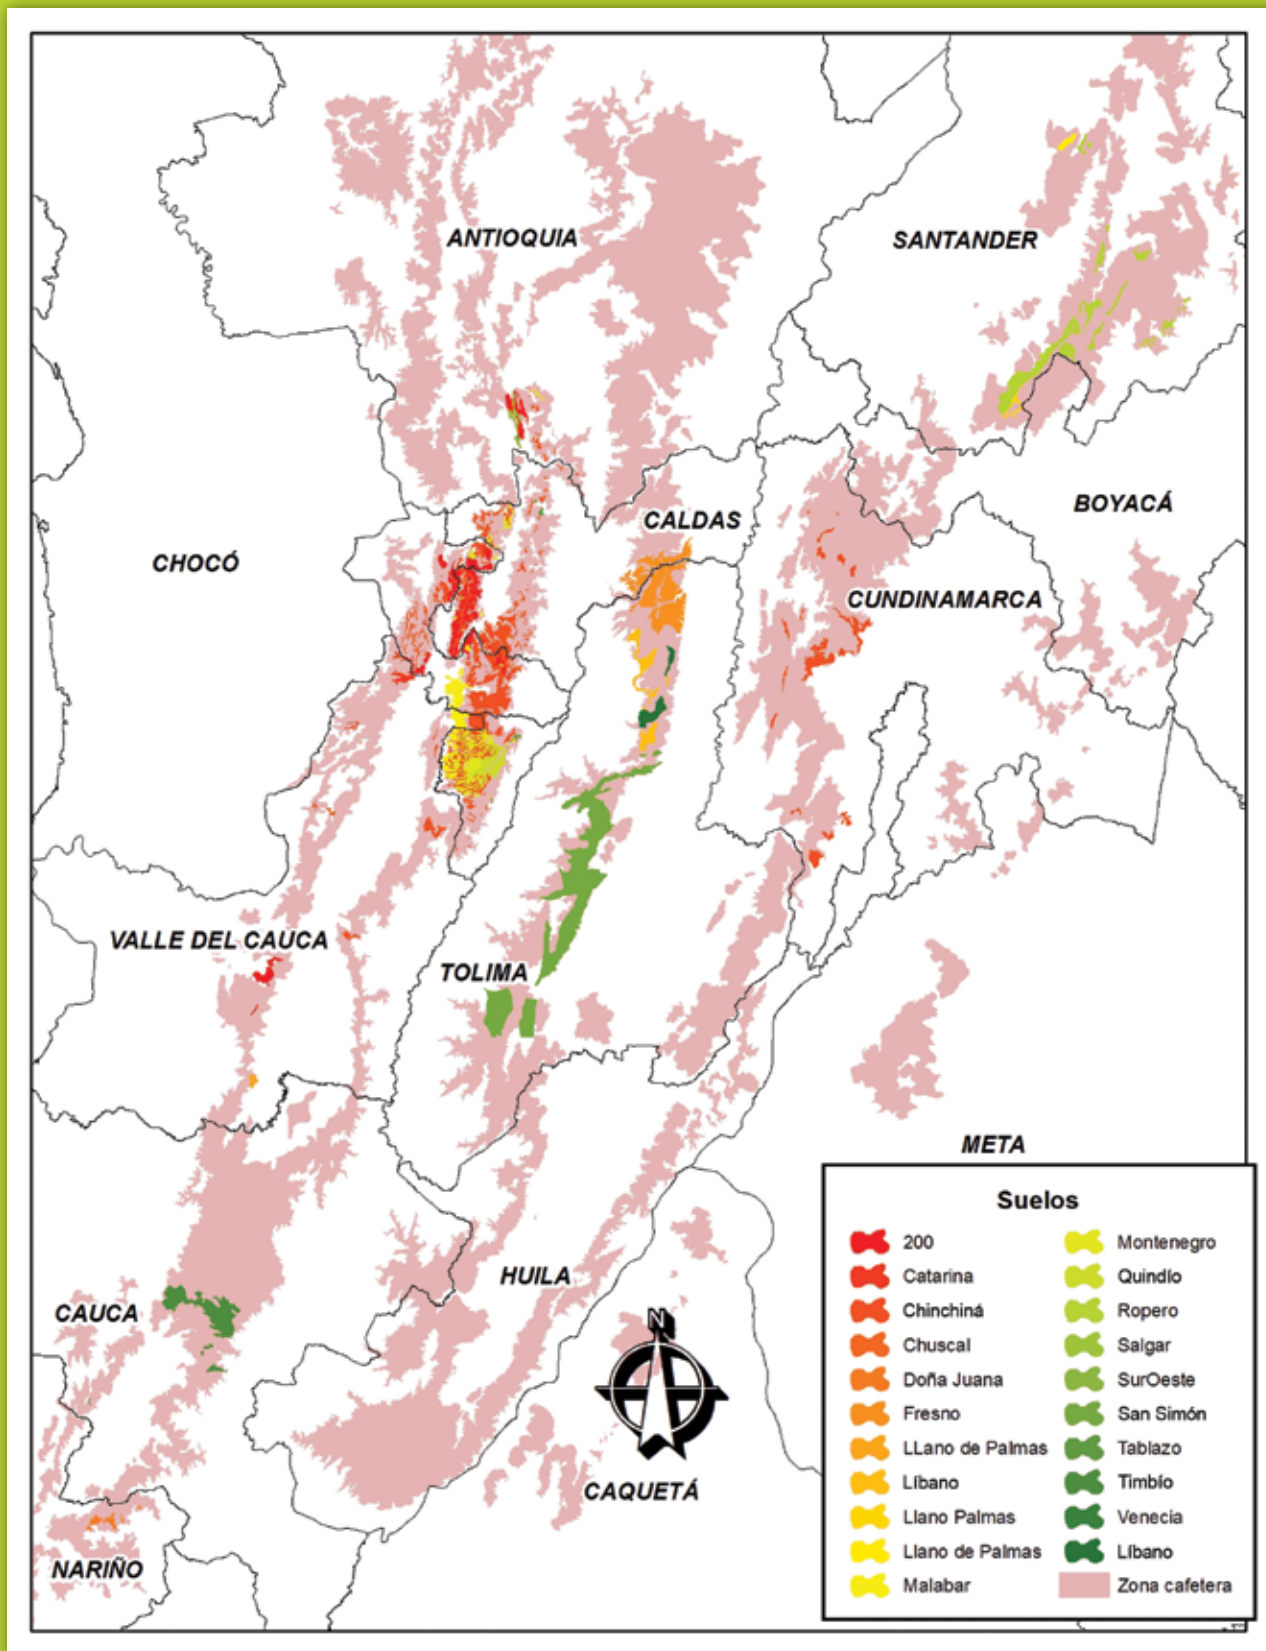 ANTIOQUIA
SANTANDER
BOYACÁ
CALDAS
CHOCÓ
CUNDINAMARCA
VALLE DEL CAUCA
TOLIMA
META
HUILA
CAUCA
N
CAQUETÁ
NARIÑO
Suelos
200
Catarina
Chinchiná
Chuscal
Doña Juana
Fresno
LLano de Palmas
Líbano
Llano Palmas
Llano de Palmas
Malabar
Montenegro
Quindío
Ropero
Salgar
SurOeste
San Simón
Tablazo
Timbío
Venecia
Líbano
Zona cafetera